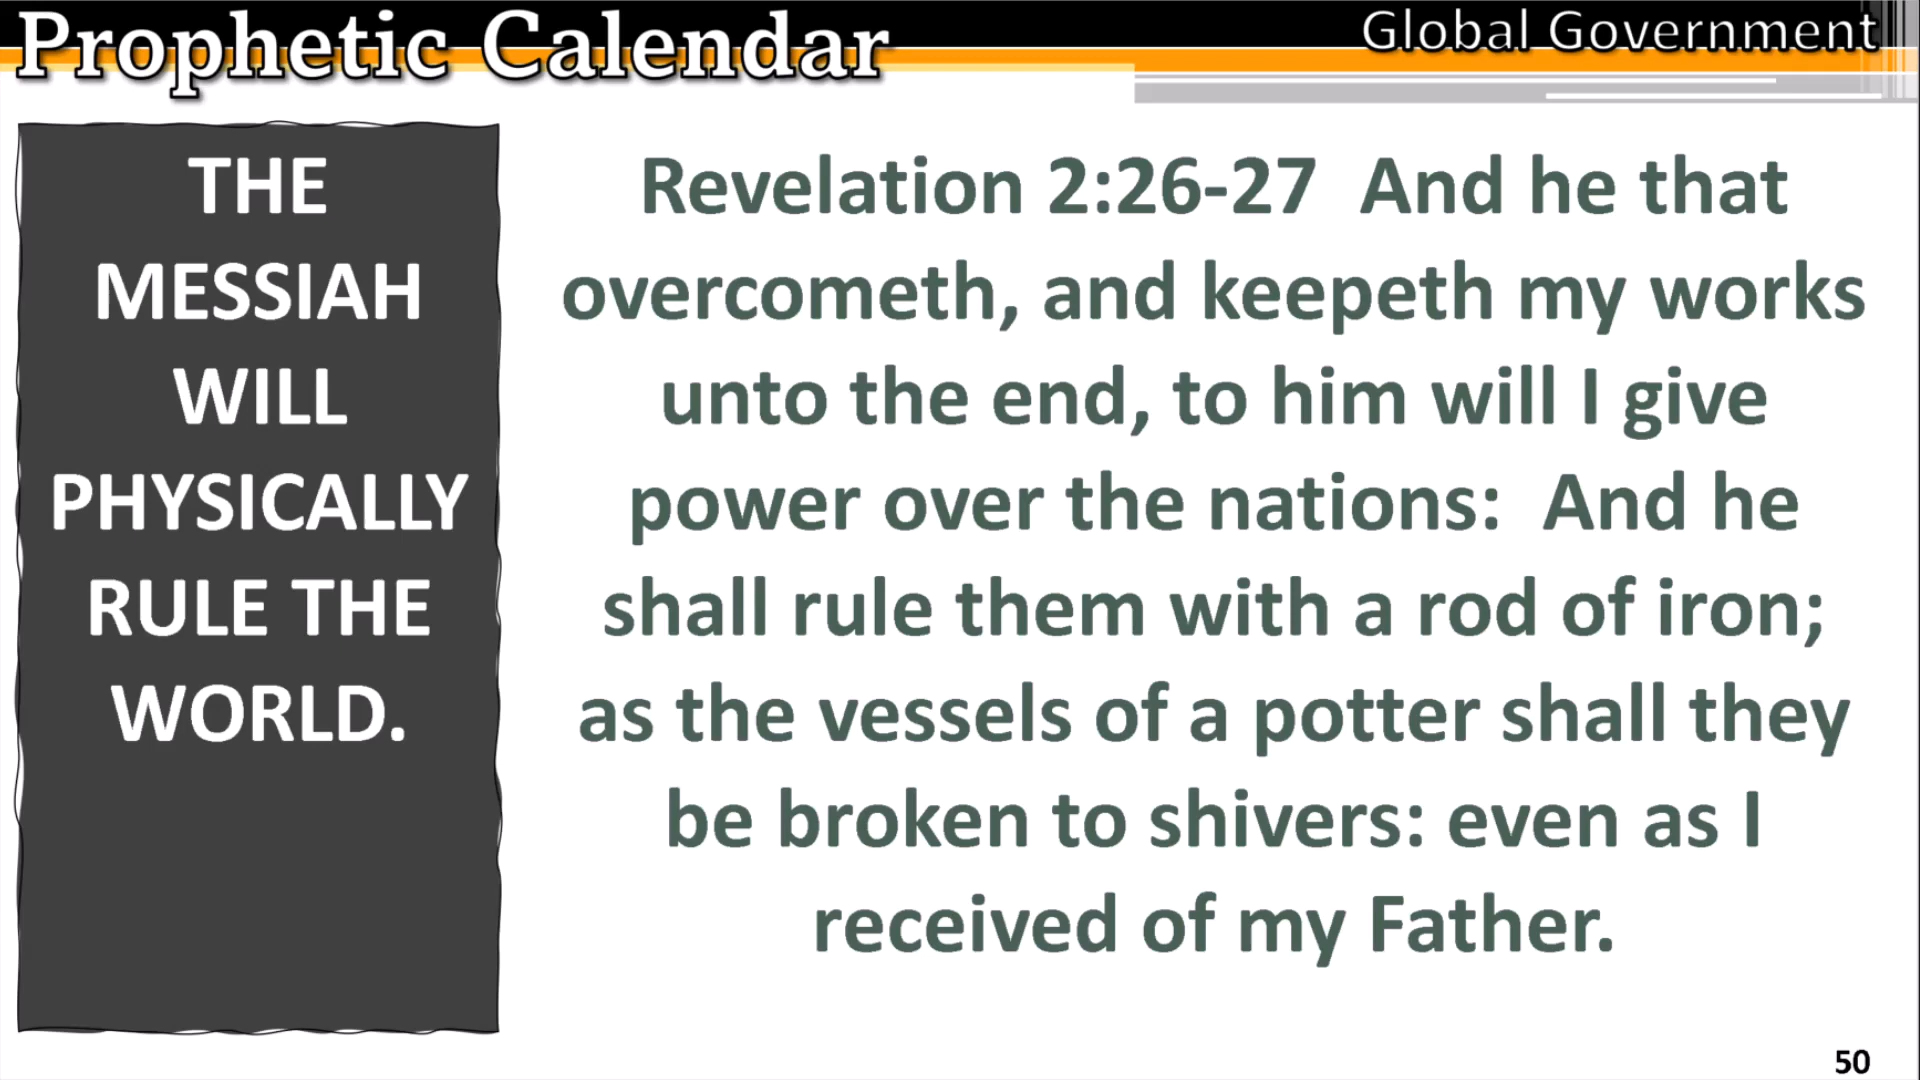 Prophetic Calendar
Global Government
THE
MESSIAH
WILL
PHYSICALLY
RULE THE
WORLD.
Revelation 2:26-27  And he that
overcometh, and keepeth my works
unto the end, to him will I give
power over the nations:  And he
shall rule them with a rod of iron;
as the vessels of a potter shall they
be broken to shivers: even as I
received of my Father.
50